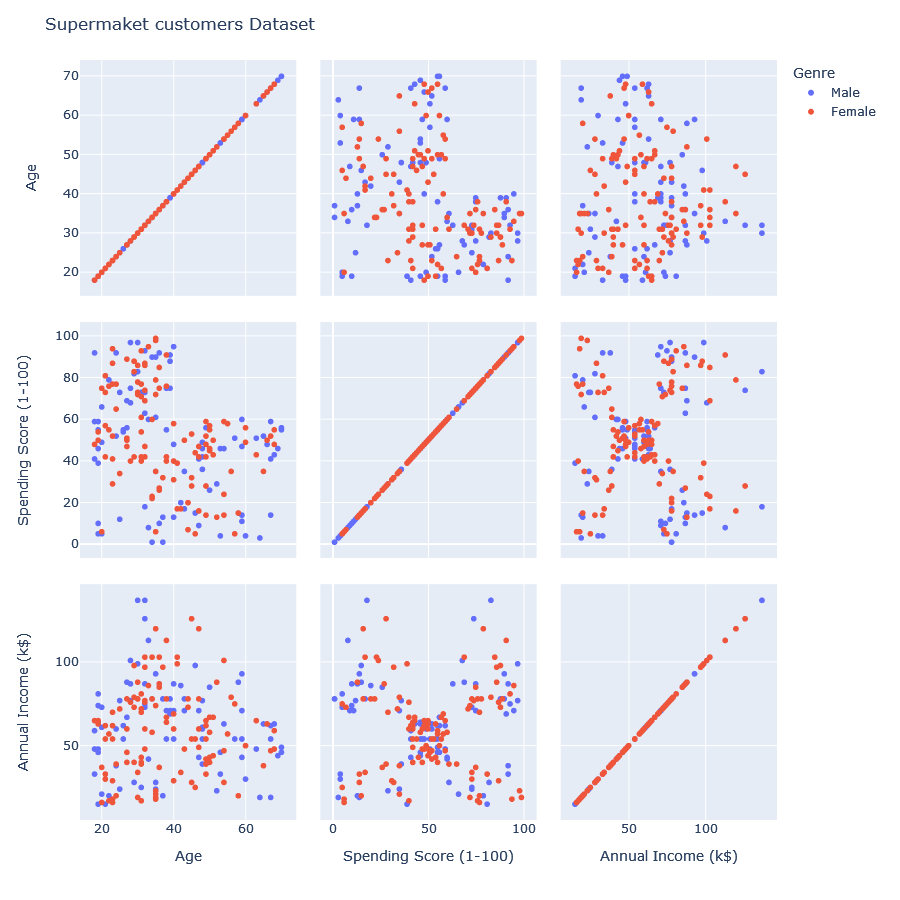 Supermaket customers Dataset
Genre
Male
Female
70
60
50
40
30
20
Age
100
80
60
40
20
0
Spending Score (1-100)
100
50
Annual Income (k$)
20 40 60 0 50 100 50 100
Age Spending Score (1-100) Annual Income (k$)